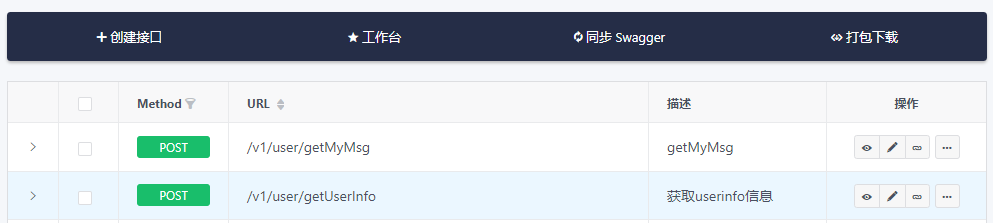 创建接口 工作台 同步 Swagger 打包下载
Method URL 描述 操作
POST /v1/user/getMyMsg getMyMsg
POST /v1/user/getUserInfo 获取userinfo信息